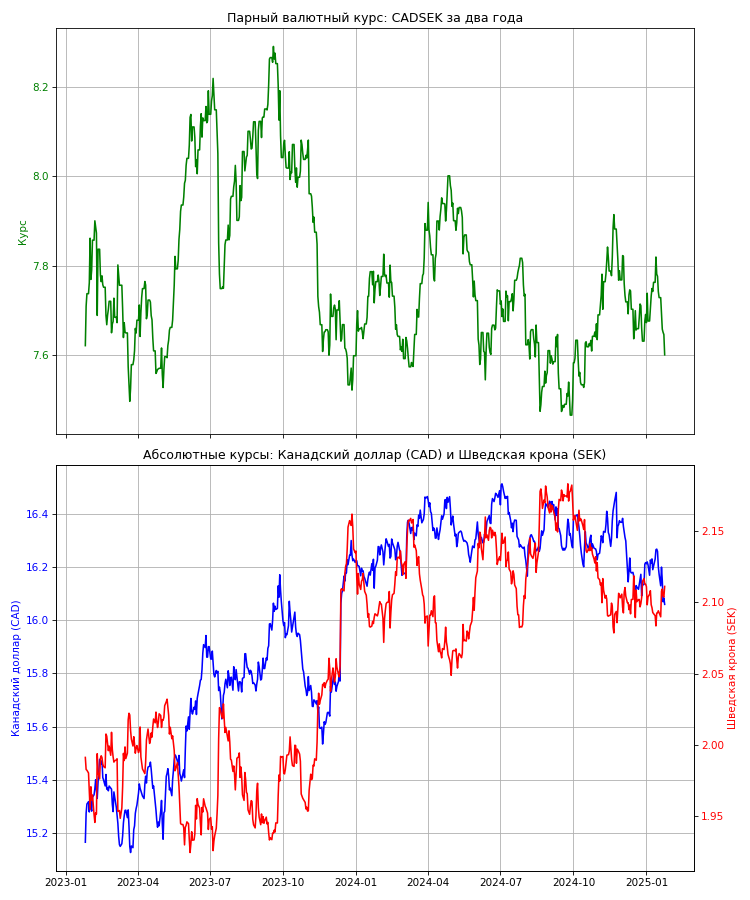 Парный валютный курс: CADSEK за два года
8.2
8.0
7.8
7.6
Курс
Абсолютные курсы: Канадский доллар (CAD) и Шведская крона (SEK)
16.4
16.2
16.0
15.8
15.6
15.4
15.2
Канадский доллар (CAD)
2.15
2.10
2.05
2.00
1.95
Шведская крона (SEK)
2023-01 2023-04 2023-07 2023-10 2024-01 2024-04 2024-07 2024-10 2025-01